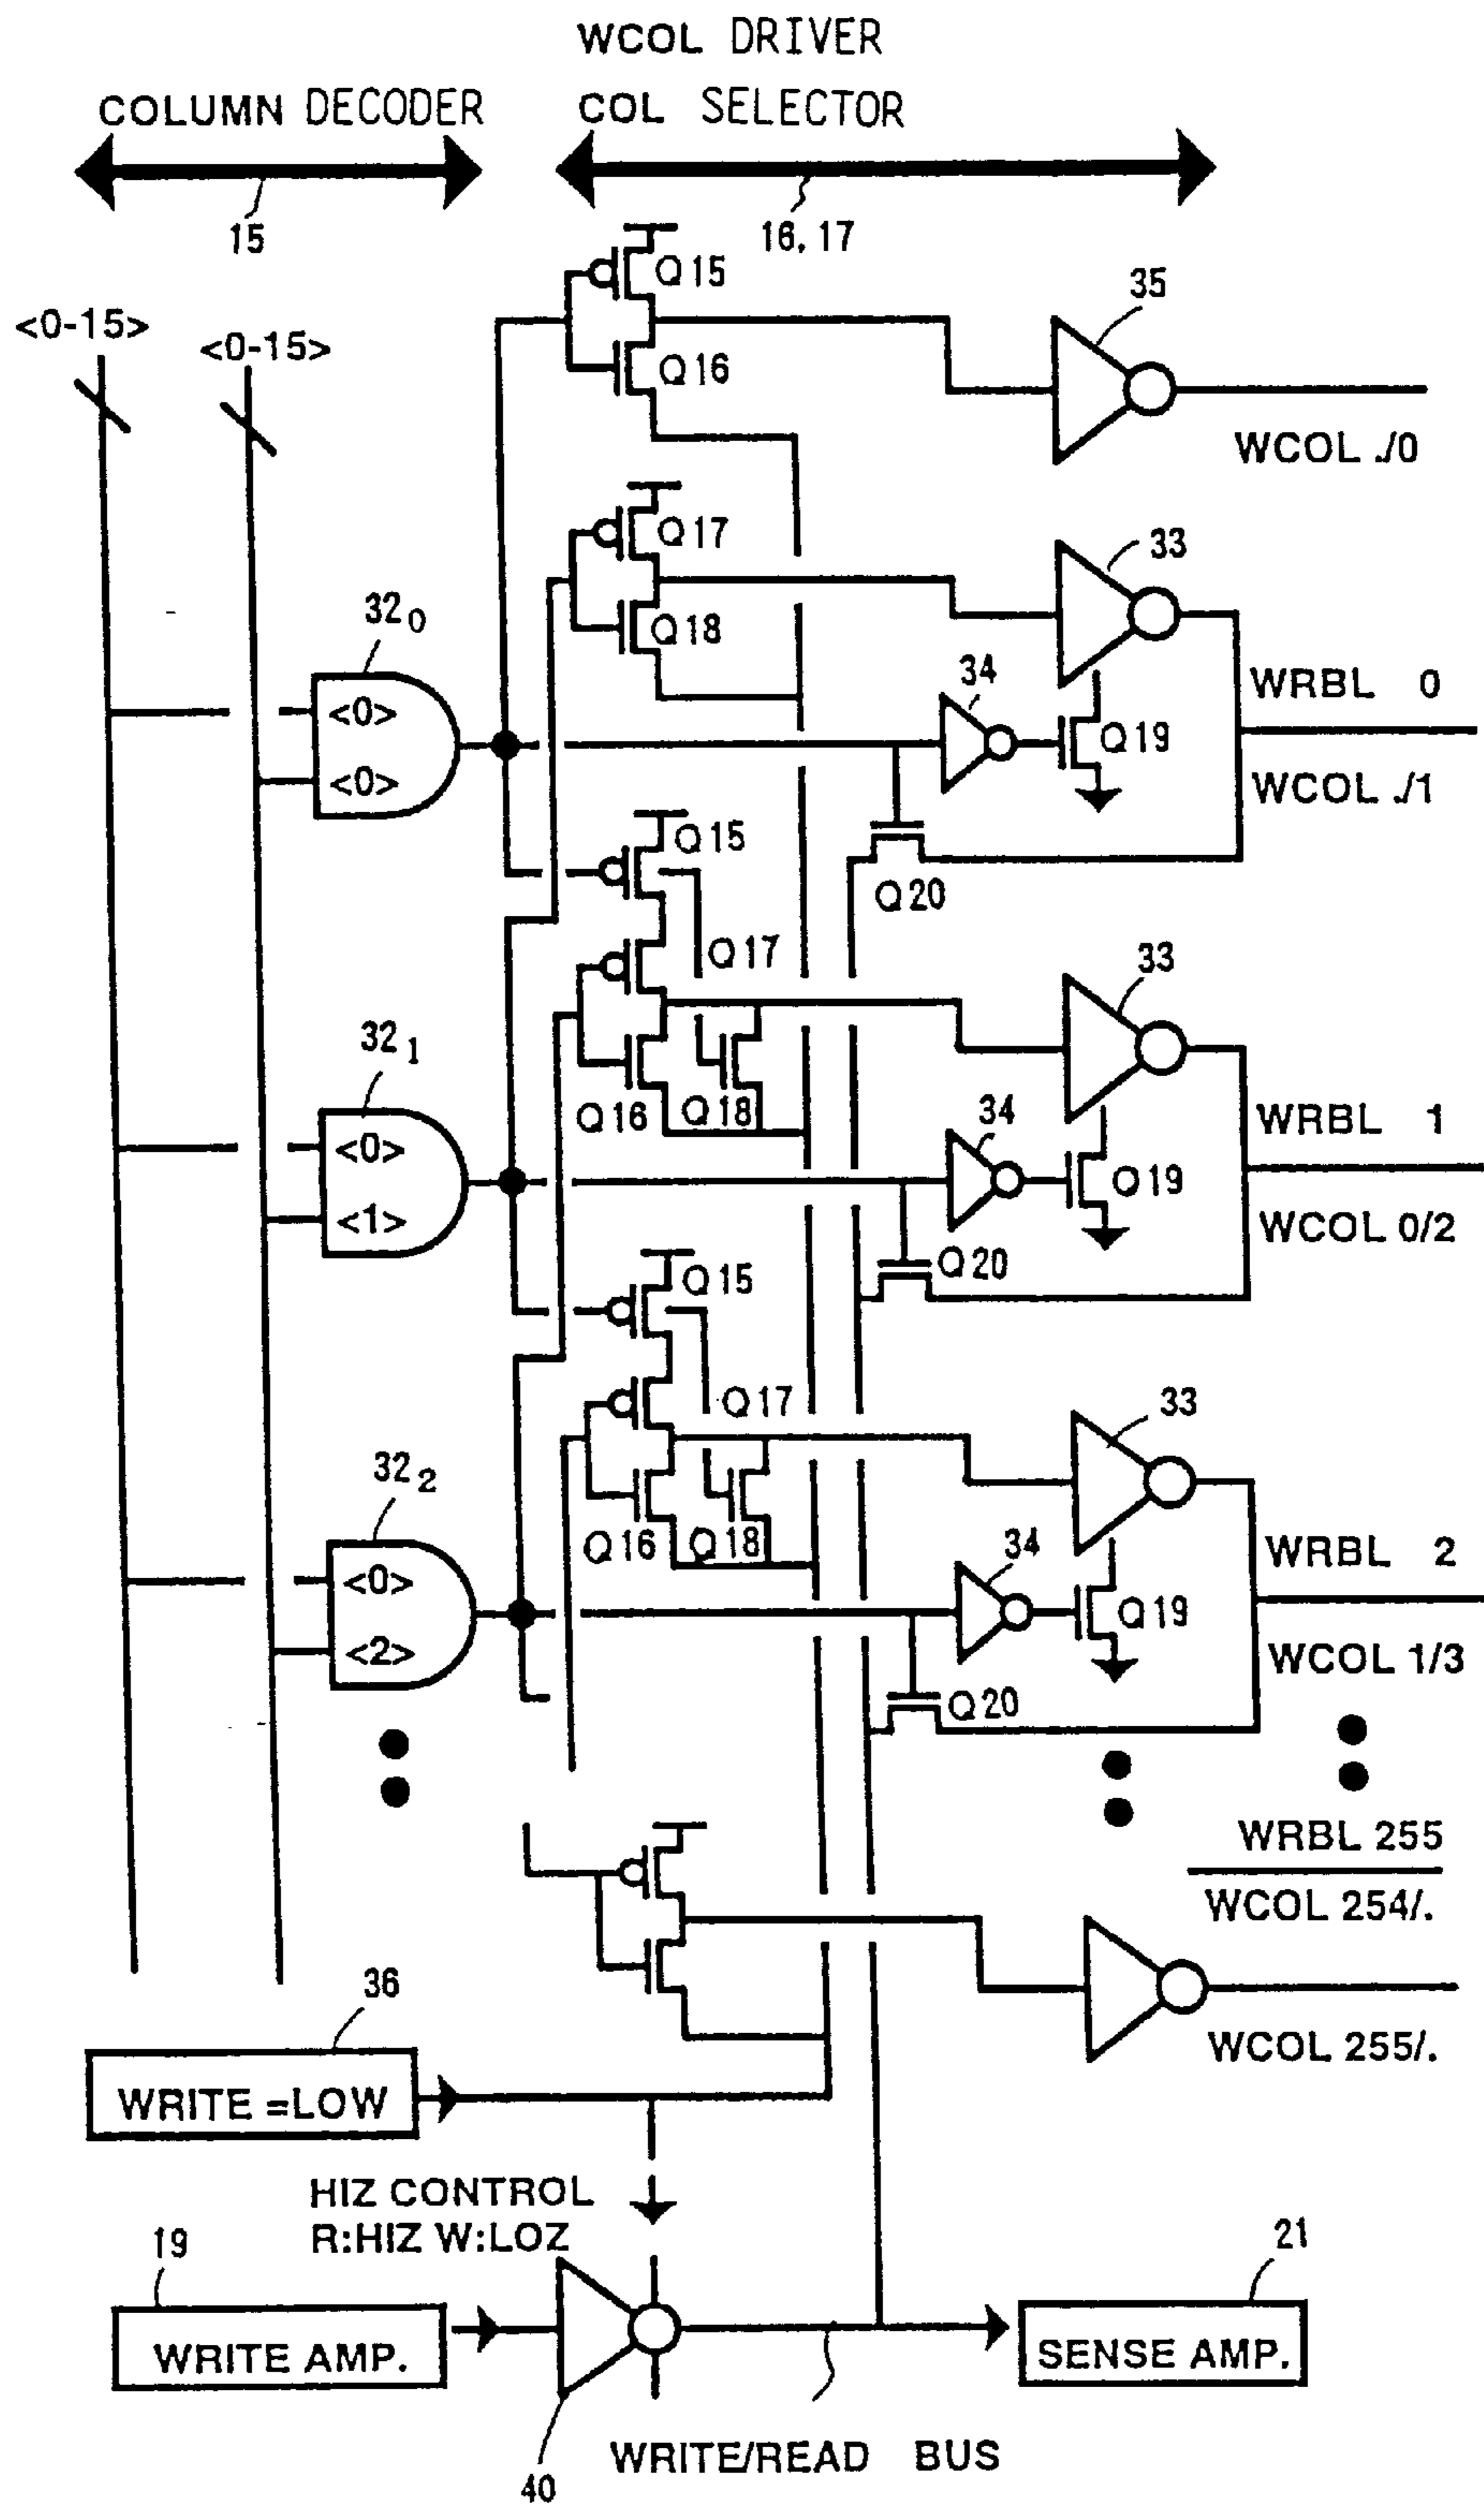 WCOL DRIVER
COLUMN DECODER
COL SELECTOR
15
16, 17
<0-15>
<0-15>
Q15
Q16
35
WCOL ./0
Q17
Q18
33
32 0
<0>
<0>
34
Q19
WRBL 0
WCOL ./1
Q15
Q20
Q17
33
32 1
<0>
<1>
Q16
Q18
34
Q19
WRBL 1
WCOL 0/2
Q20
Q15
Q17
33
32 2
<0>
<2>
Q16
Q18
34
Q19
WRBL 2
WCOL 1/3
Q20
WRBL 255
WCOL 254/.
36
WRITE =LOW
WCOL 255/.
HIZ CONTROL
R:HIZ W:LOZ
19
WRITE AMP.
21
SENSE AMP.
40
WRITE/READ BUS